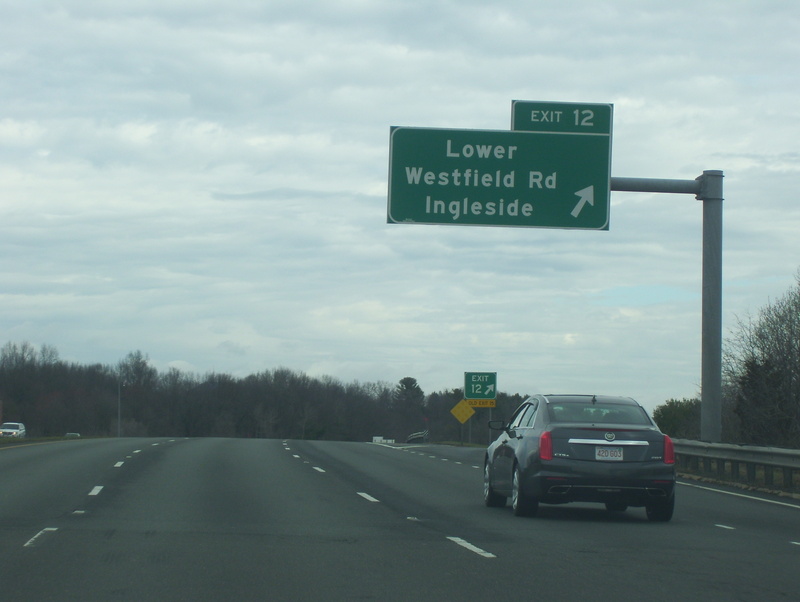 EXIT 12
Lower
Westfield Rd
Ingleside
EXIT
12